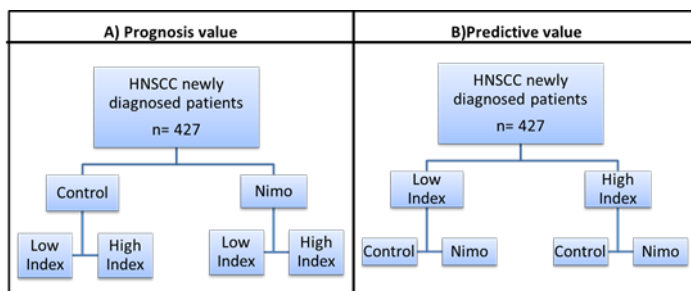 A) Prognosis value
HNSCC newly
diagnosed patients
n= 427
Control
Nimo
Low
Index
High
Index
Low
Index
High
Index
B)Predictive value
HNSCC newly
diagnosed patients
n= 427
Low
Index
High
Index
Control
Nimo
Control
Nimo